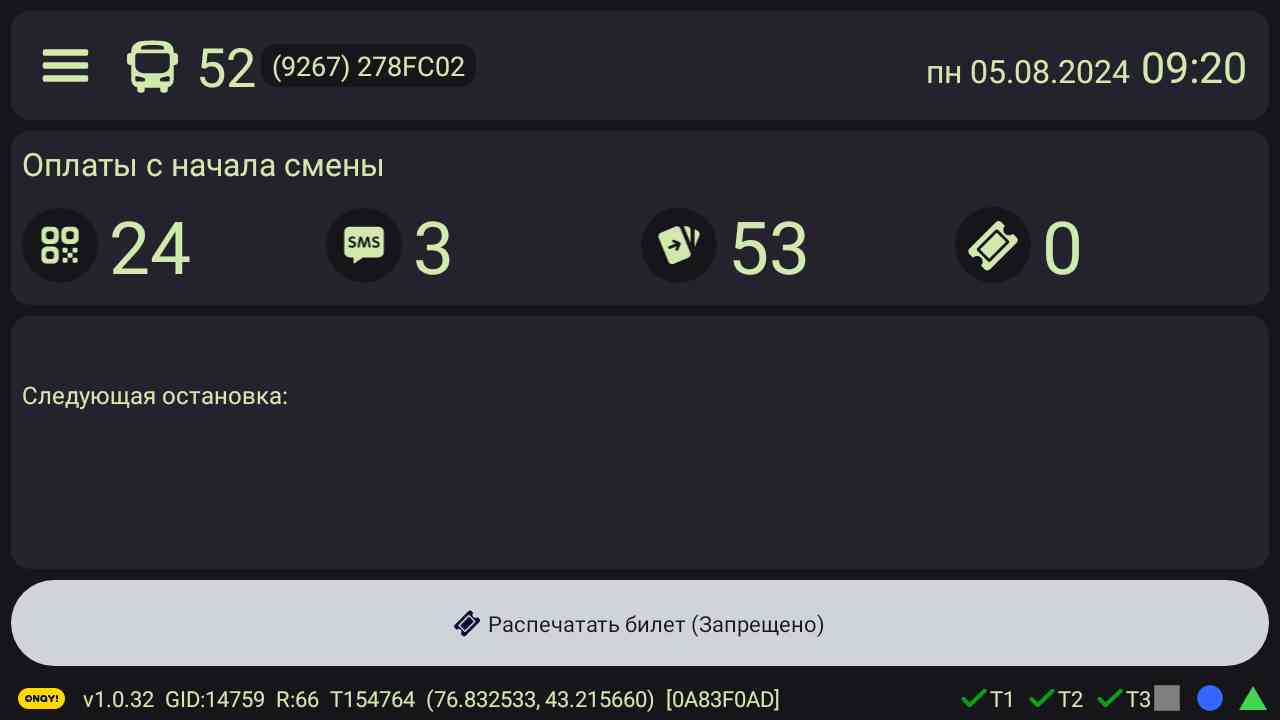 52 (9267) 278FC02 пн 05.08.2024 09:20
Оплаты с начала смены
24 SMS 3 53 0
Следующая остановка:
Распечатать билет (Запрещено)
ONAY! v1.0.32 GID:14759 R:66 T154764 (76.832533, 43.215660) [0A83F0AD] T1 T2 T3